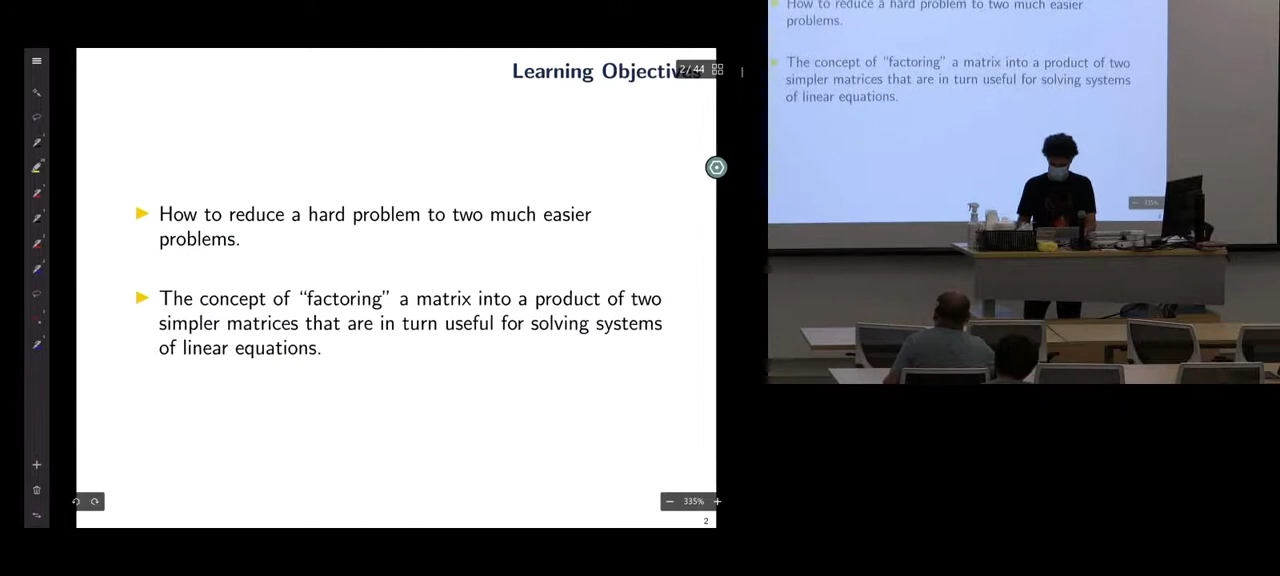 Learning Objectiv
2/44
How to reduce a hard problem to two much easier
problems.
The concept of “factoring” a matrix into a product of two
simpler matrices that are in turn useful for solving systems
of linear equations.
335%
2
How to reduce a hard problem to two much easier
problems.
The concept of “factoring” a matrix into a product of two
simpler matrices that are in turn useful for solving systems
of linear equations.
335%